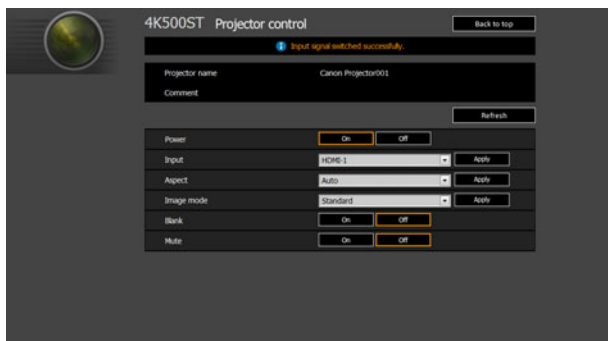 4K500ST Projector control
Back to top
Input signal switched successfully.
Projector name Canon Projector001
Comment
Refresh
Power On Off
Input HDMI-1 Apply
Aspect Auto Apply
Image mode Standard Apply
Blank On Off
Mute On Off